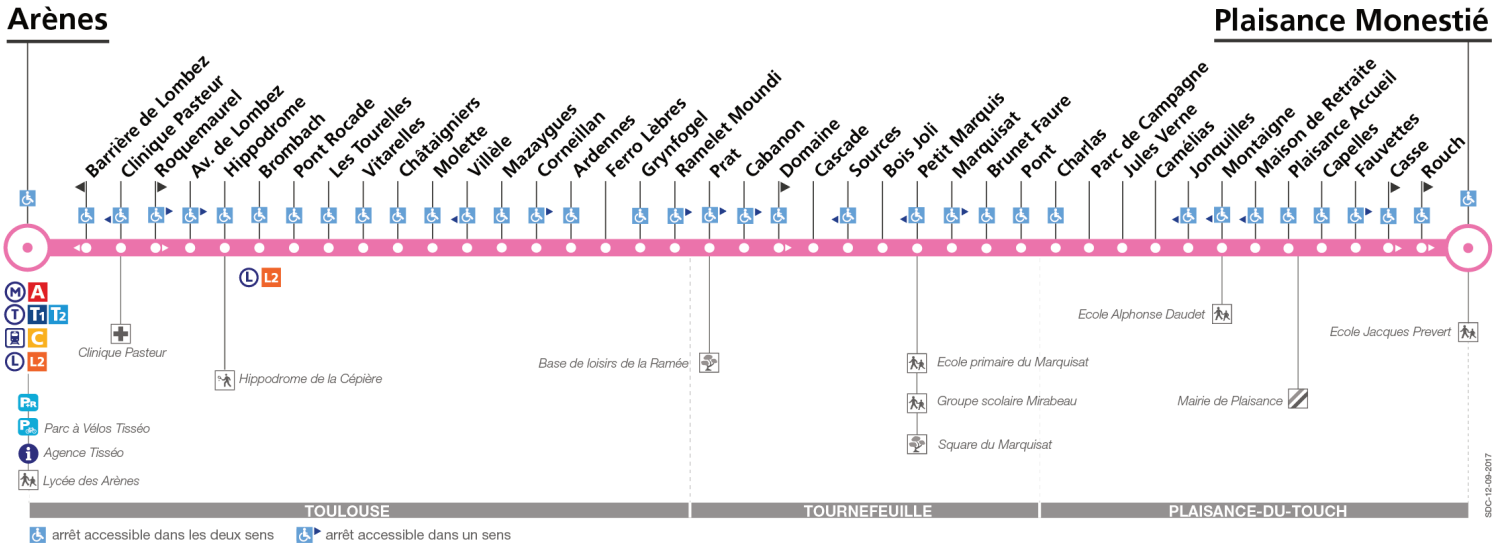 Arènes
Plaisance Monestié
Barrière de Lombez
Clinique Pasteur
Roquemaurel
Av. de Lombez
Hippodrome
Brombach
Pont Rocade
Les Tourelles
Vitarelles
Châtaigniers
Molette
Villèle
Mazaygues
Corneillan
Ardennes
Ferro Lèbres
Grynfogel
Ramelet Moundi
Prat
Cabanon
Domaine
Cascade
Sources
Bois Joli
Petit Marquis
Marquisat
Brunet Faure
Pont
Charlas
Parc de Campagne
Jules Verne
Camélias
Jonquilles
Montaigne
Maison de Retraite
Plaisance Accueil
Capelles
Fauvettes
Casse
Rouch
L L2
M A
T T1 T2
C
L L2
P+R
P
Parc à Vélos Tisséo
i Agence Tisséo
Lycée des Arènes
Clinique Pasteur
Hippodrome de la Cépière
Base de loisirs de la Ramée
Ecole primaire du Marquisat
Groupe scolaire Mirabeau
Square du Marquisat
Ecole Alphonse Daudet
Mairie de Plaisance
Ecole Jacques Prevert
TOULOUSE
TOURNEFEUILLE
PLAISANCE-DU-TOUCH
arrêt accessible dans les deux sens
arrêt accessible dans un sens
SDC-12-09-2017